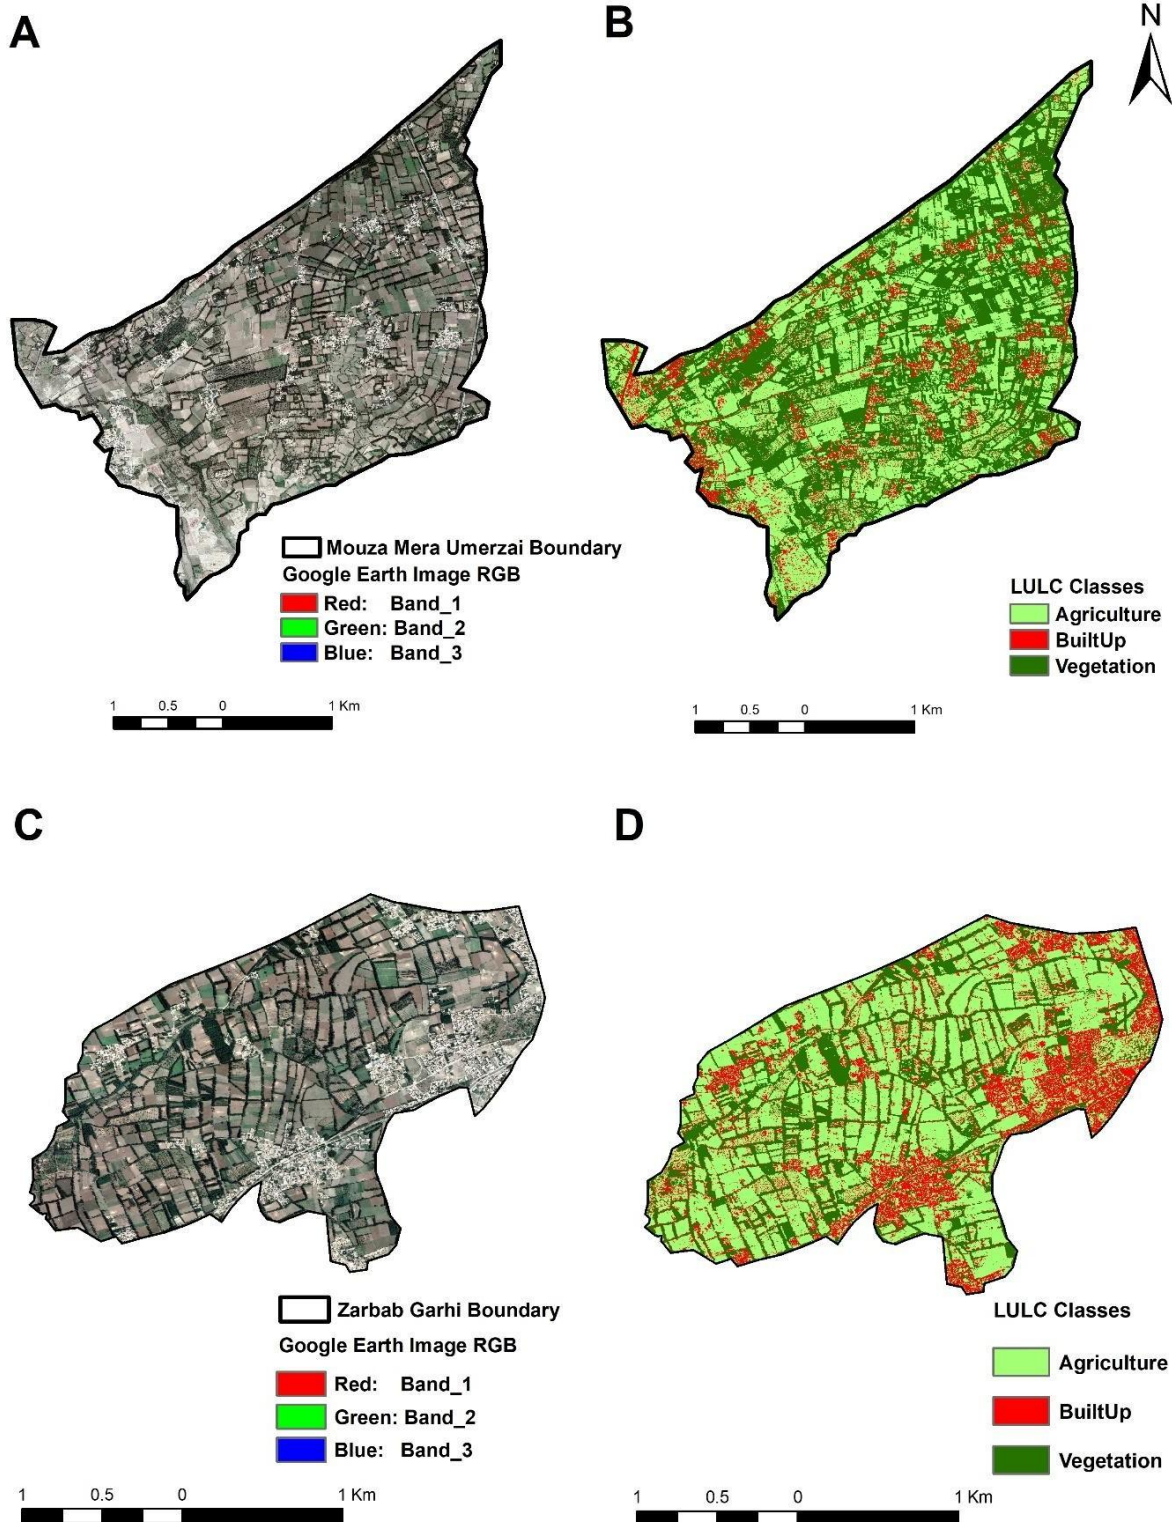 A
B
N
Mouza Mera Umerzai Boundary
Google Earth Image RGB
Red: Band_1
Green: Band_2
Blue: Band_3
1 0.5 0 1 Km
LULC Classes
Agriculture
BuiltUp
Vegetation
1 0.5 0 1 Km
C
D
Zarbab Garhi Boundary
Google Earth Image RGB
Red: Band_1
Green: Band_2
Blue: Band_3
1 0.5 0 1 Km
LULC Classes
Agriculture
BuiltUp
Vegetation
1 0.5 0 1 Km